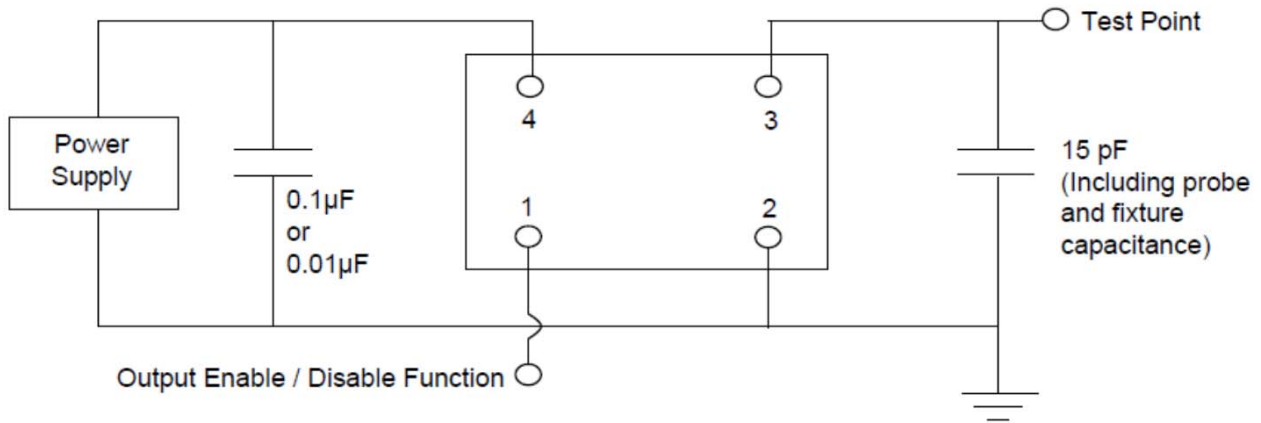 Test Point
Power
Supply
4
3
0.1µF
or
0.01µF
1
2
15 pF
(Including probe
and fixture
capacitance)
Output Enable / Disable Function